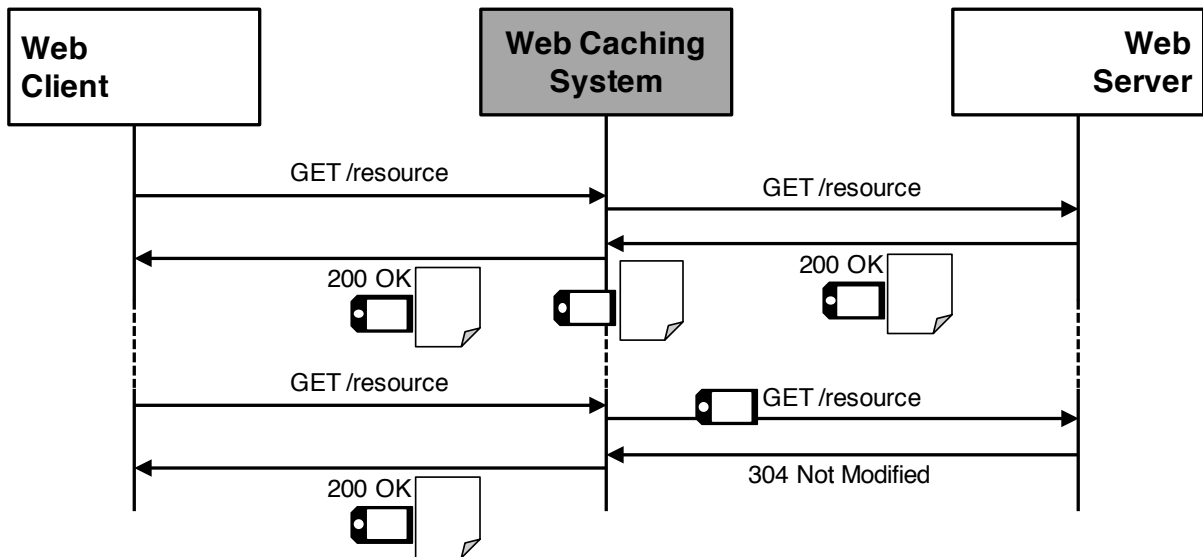 Web
Client
Web Caching
System
Web
Server
GET /resource
GET /resource
200 OK
200 OK
GET /resource
GET /resource
304 Not Modified
200 OK